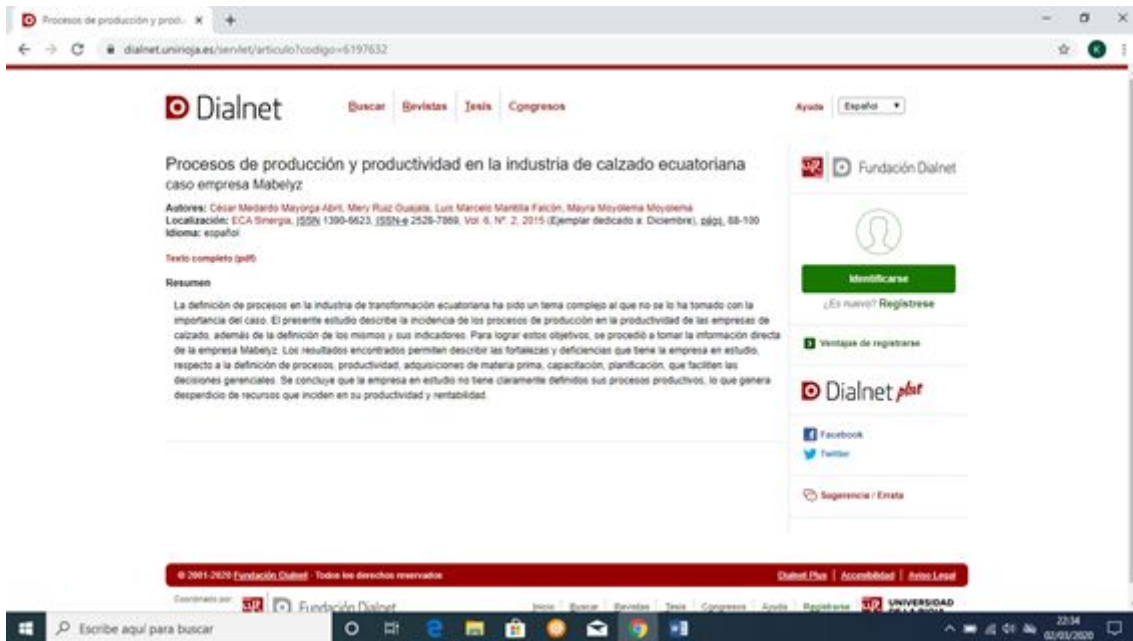 Procesos de producción y prod..
dialnet.unirioja.es/servlet/articulo?codigo=6197632
K
Dialnet
Buscar Revistas Tesis Congresos
Ayuda
Español
Procesos de producción y productividad en la industria de calzado ecuatoriana
caso empresa Mabelyz
Autores: César Medardo Mayorga Abril, Mery Ruiz Guajala, Luis Marcelo Mantilla Falcón, Mayra Moyolema Moyolema
Localización: ECA Sinergia, ISSN 1390-6623, ISSN-e 2528-7869, Vol. 6, Nº. 2, 2015 (Ejemplar dedicado a: Diciembre), págs. 88-100
Idioma: español
Texto completo (pdf)
Resumen
La definición de procesos en la industria de transformación ecuatoriana ha sido un tema complejo al que no se lo ha tomado con la
importancia del caso. El presente estudio describe la incidencia de los procesos de producción en la productividad de las empresas de
calzado, además de la definición de los mismos y sus indicadores. Para lograr estos objetivos, se procedió a tomar la información directa
de la empresa Mabelyz. Los resultados encontrados permiten describir las fortalezas y deficiencias que tiene la empresa en estudio,
respecto a la definición de procesos, productividad, adquisiciones de materia prima, capacitación, planificación, que faciliten las
decisiones gerenciales. Se concluye que la empresa en estudio no tiene claramente definidos sus procesos productivos, lo que genera
desperdicio de recursos que inciden en su productividad y rentabilidad.
Fundación Dialnet
Identificarse
¿Es nuevo? Regístrese
Ventajas de registrarse
Dialnet plus
Facebook
Twitter
Sugerencia / Errata
© 2001-2020 Fundación Dialnet · Todos los derechos reservados
Dialnet Plus | Accesibilidad | Aviso Legal
Coordinado por:
Fundación Dialnet
Inicio Buscar Revistas Tesis Congresos Ayuda Regístrese
UNIVERSIDAD
DE LA RIOJA
Escribe aquí para buscar
22:34
02/03/2020